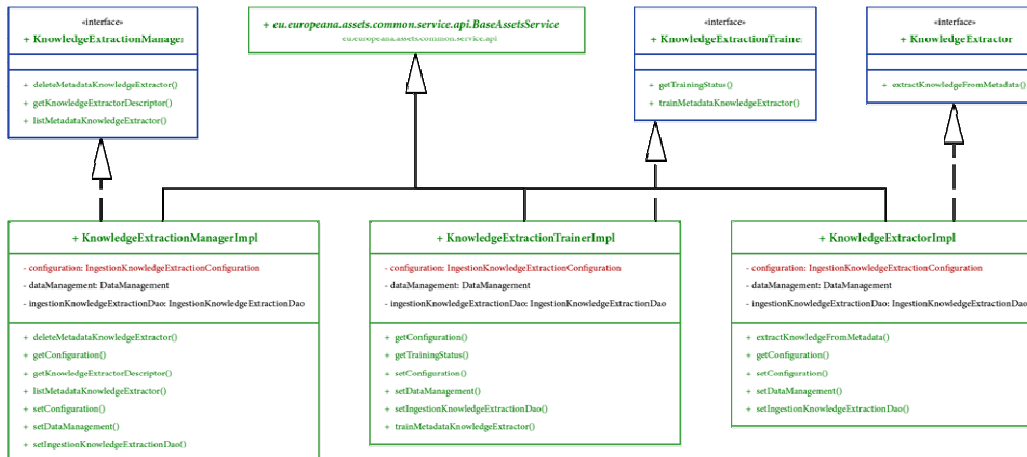 «interface»
+ KnowledgeExtractionManager
+ deleteMetadataKnowledgeExtractor()
+ getKnowledgeExtractorDescriptor()
+ listMetadataKnowledgeExtractor()
+ eu.europeana.assets.common.service.api.BaseAssetsService
eu.europeana.assets.common.service.api
«interface»
+ KnowledgeExtractionTraine
+ getTrainingStatus()
+ trainMetadataKnowledgeExtractor()
«interface»
+ KnowledgeExtractor
+ extractKnowledgeFromMetadata()
+ KnowledgeExtractionManagerImpl
- configuration: IngestionKnowledgeExtractionConfiguration
- dataManagement: DataManagement
- ingestionKnowledgeExtractionDao: IngestionKnowledgeExtractionDao
+ deleteMetadataKnowledgeExtractor()
+ getConfiguration()
+ getKnowledgeExtractorDescriptor()
+ listMetadataKnowledgeExtractor()
+ setConfiguration()
+ setDataManagement()
+ setIngestionKnowledgeExtractionDao()
+ KnowledgeExtractionTrainerImpl
- configuration: IngestionKnowledgeExtractionConfiguration
- dataManagement: DataManagement
- ingestionKnowledgeExtractionDao: IngestionKnowledgeExtractionDao
+ getConfiguration()
+ getTrainingStatus()
+ setConfiguration()
+ setDataManagement()
+ setIngestionKnowledgeExtractionDao()
+ trainMetadataKnowledgeExtractor()
+ KnowledgeExtractorImpl
- configuration: IngestionKnowledgeExtractionConfiguration
- dataManagement: DataManagement
- ingestionKnowledgeExtractionDao: IngestionKnowledgeExtractionDao
+ extractKnowledgeFromMetadata()
+ getConfiguration()
+ setConfiguration()
+ setDataManagement()
+ setIngestionKnowledgeExtractionDao()